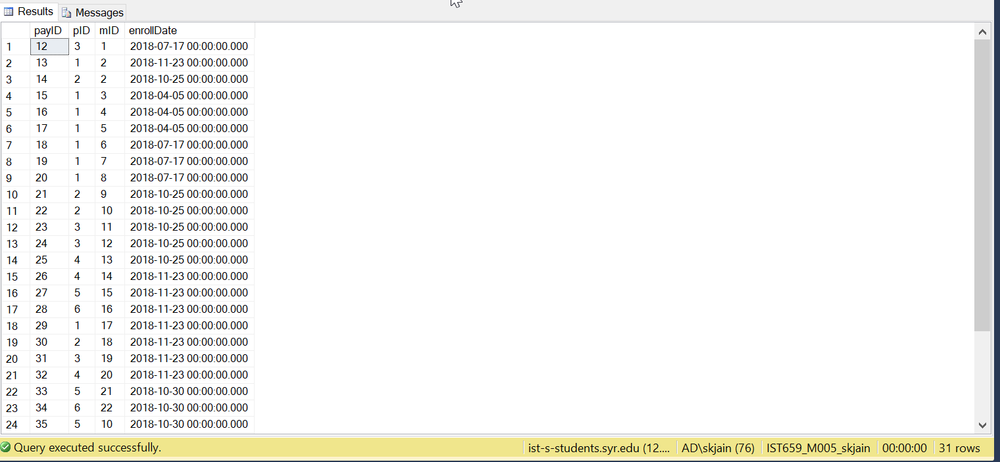 Results Messages
payID pID mID enrollDate
1 12 3 1 2018-07-17 00:00:00.000
2 13 1 2 2018-11-23 00:00:00.000
3 14 2 2 2018-10-25 00:00:00.000
4 15 1 3 2018-04-05 00:00:00.000
5 16 1 4 2018-04-05 00:00:00.000
6 17 1 5 2018-04-05 00:00:00.000
7 18 1 6 2018-07-17 00:00:00.000
8 19 1 7 2018-07-17 00:00:00.000
9 20 1 8 2018-07-17 00:00:00.000
10 21 2 9 2018-10-25 00:00:00.000
11 22 2 10 2018-10-25 00:00:00.000
12 23 3 11 2018-10-25 00:00:00.000
13 24 3 12 2018-10-25 00:00:00.000
14 25 4 13 2018-10-25 00:00:00.000
15 26 4 14 2018-11-23 00:00:00.000
16 27 5 15 2018-11-23 00:00:00.000
17 28 6 16 2018-11-23 00:00:00.000
18 29 1 17 2018-11-23 00:00:00.000
19 30 2 18 2018-11-23 00:00:00.000
20 31 3 19 2018-11-23 00:00:00.000
21 32 4 20 2018-11-23 00:00:00.000
22 33 5 21 2018-10-30 00:00:00.000
23 34 6 22 2018-10-30 00:00:00.000
24 35 5 10 2018-10-30 00:00:00.000
Query executed successfully. ist-s-students.syr.edu (12.... AD\skjain (76) IST659_M005_skjain 00:00:00 31 rows